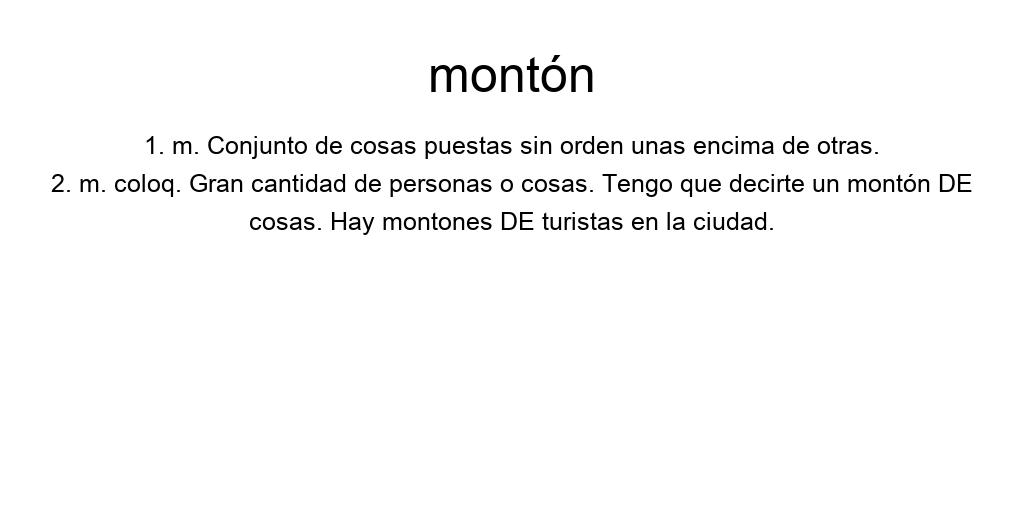 montón
1. m. Conjunto de cosas puestas sin orden unas encima de otras.
2. m. coloq. Gran cantidad de personas o cosas. Tengo que decirte un montón DE
cosas. Hay montones DE turistas en la ciudad.